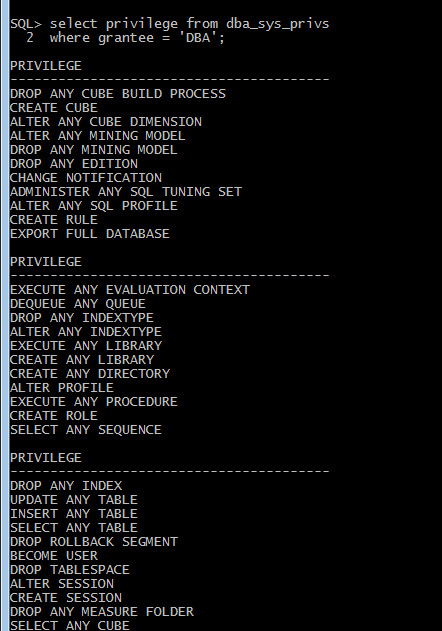 SQL> select privilege from dba_sys_privs
2 where grantee = 'DBA';
PRIVILEGE
----------------------------------------
DROP ANY CUBE BUILD PROCESS
CREATE CUBE
ALTER ANY CUBE DIMENSION
ALTER ANY MINING MODEL
DROP ANY MINING MODEL
DROP ANY EDITION
CHANGE NOTIFICATION
ADMINISTER ANY SQL TUNING SET
ALTER ANY SQL PROFILE
CREATE RULE
EXPORT FULL DATABASE
PRIVILEGE
----------------------------------------
EXECUTE ANY EVALUATION CONTEXT
DEQUEUE ANY QUEUE
DROP ANY INDEXTYPE
ALTER ANY INDEXTYPE
EXECUTE ANY LIBRARY
CREATE ANY LIBRARY
CREATE ANY DIRECTORY
ALTER PROFILE
EXECUTE ANY PROCEDURE
CREATE ROLE
SELECT ANY SEQUENCE
PRIVILEGE
----------------------------------------
DROP ANY INDEX
UPDATE ANY TABLE
INSERT ANY TABLE
SELECT ANY TABLE
DROP ROLLBACK SEGMENT
BECOME USER
DROP TABLESPACE
ALTER SESSION
CREATE SESSION
DROP ANY MEASURE FOLDER
SELECT ANY CUBE